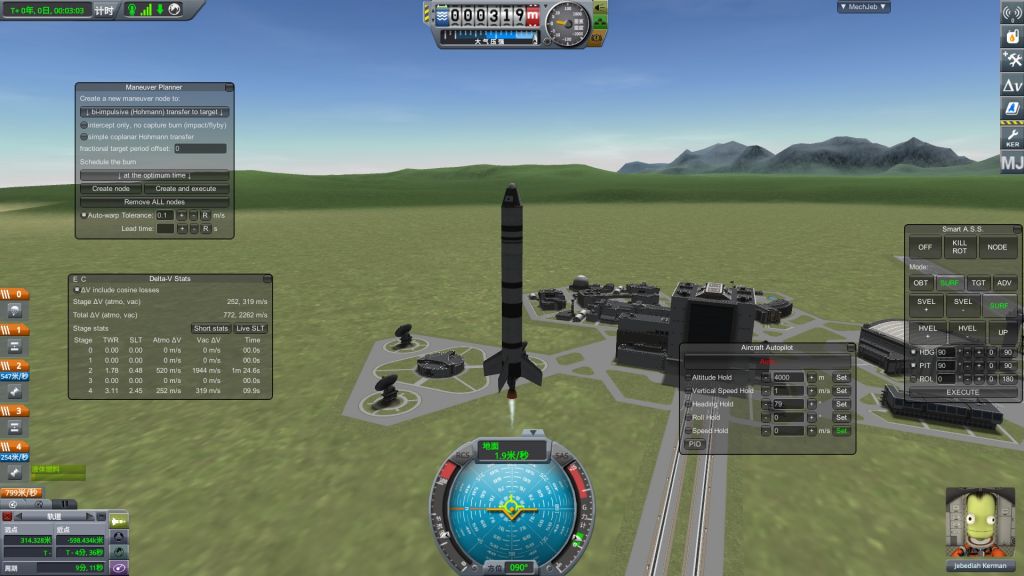 T+ 0年, 0日, 00:03:03
计时
000319 m
大气压强
▼ MechJeb ▼
Δv
KER
MJ
Maneuver Planner
Create a new maneuver node to:
↓ bi-impulsive (Hohmann) transfer to target ↓
intercept only, no capture burn (impact/flyby)
simple coplanar Hohmann transfer
fractional target period offset: 0
Schedule the burn
↓ at the optimum time ↓
Create node
Create and execute
Remove ALL nodes
Auto-warp Tolerance: 0.1 + - R m/s
Lead time: + - R s
E C Delta-V Stats
ΔV include cosine losses
Stage ΔV (atmo, vac) 252, 319 m/s
Total ΔV (atmo, vac) 772, 2262 m/s
Stage stats Short stats Live SLT
Stage TWR SLT Atmo ΔV Vac ΔV Time
0 0.00 0.00 0 m/s 0 m/s 00.0s
1 0.00 0.00 0 m/s 0 m/s 00.0s
2 1.78 0.48 520 m/s 1944 m/s 1m 24.6s
3 0.00 0.00 0 m/s 0 m/s 00.0s
4 3.11 2.45 252 m/s 319 m/s 09.9s
0
1
2
547米/秒
3
4
254米/秒
液体燃料
799米/秒
轨道
远点
近点
314.328米
-598.434k米
T -
T - 4分, 36秒
周期
9分, 11秒
Smart A.S.S.
OFF
KILL ROT
NODE
Mode:
OBT SURF TGT ADV
SVEL +
SVEL -
SURF
HVEL +
HVEL -
UP
HDG 90 - + 0 90
PIT 90 - + 0 90
ROL 0 - + 0 180
EXECUTE
Aircraft Autopilot
Auto
Altitude Hold - 4000 + m Set
Vertical Speed Hold - 1 + m/s Set
Heading Hold - 79 + ° Set
Roll Hold - 0 + ° Set
Speed Hold - 0 + m/s Set
PID
地面
1.9米/秒
RCS
SAS
方位 090°
Jebediah Kerman